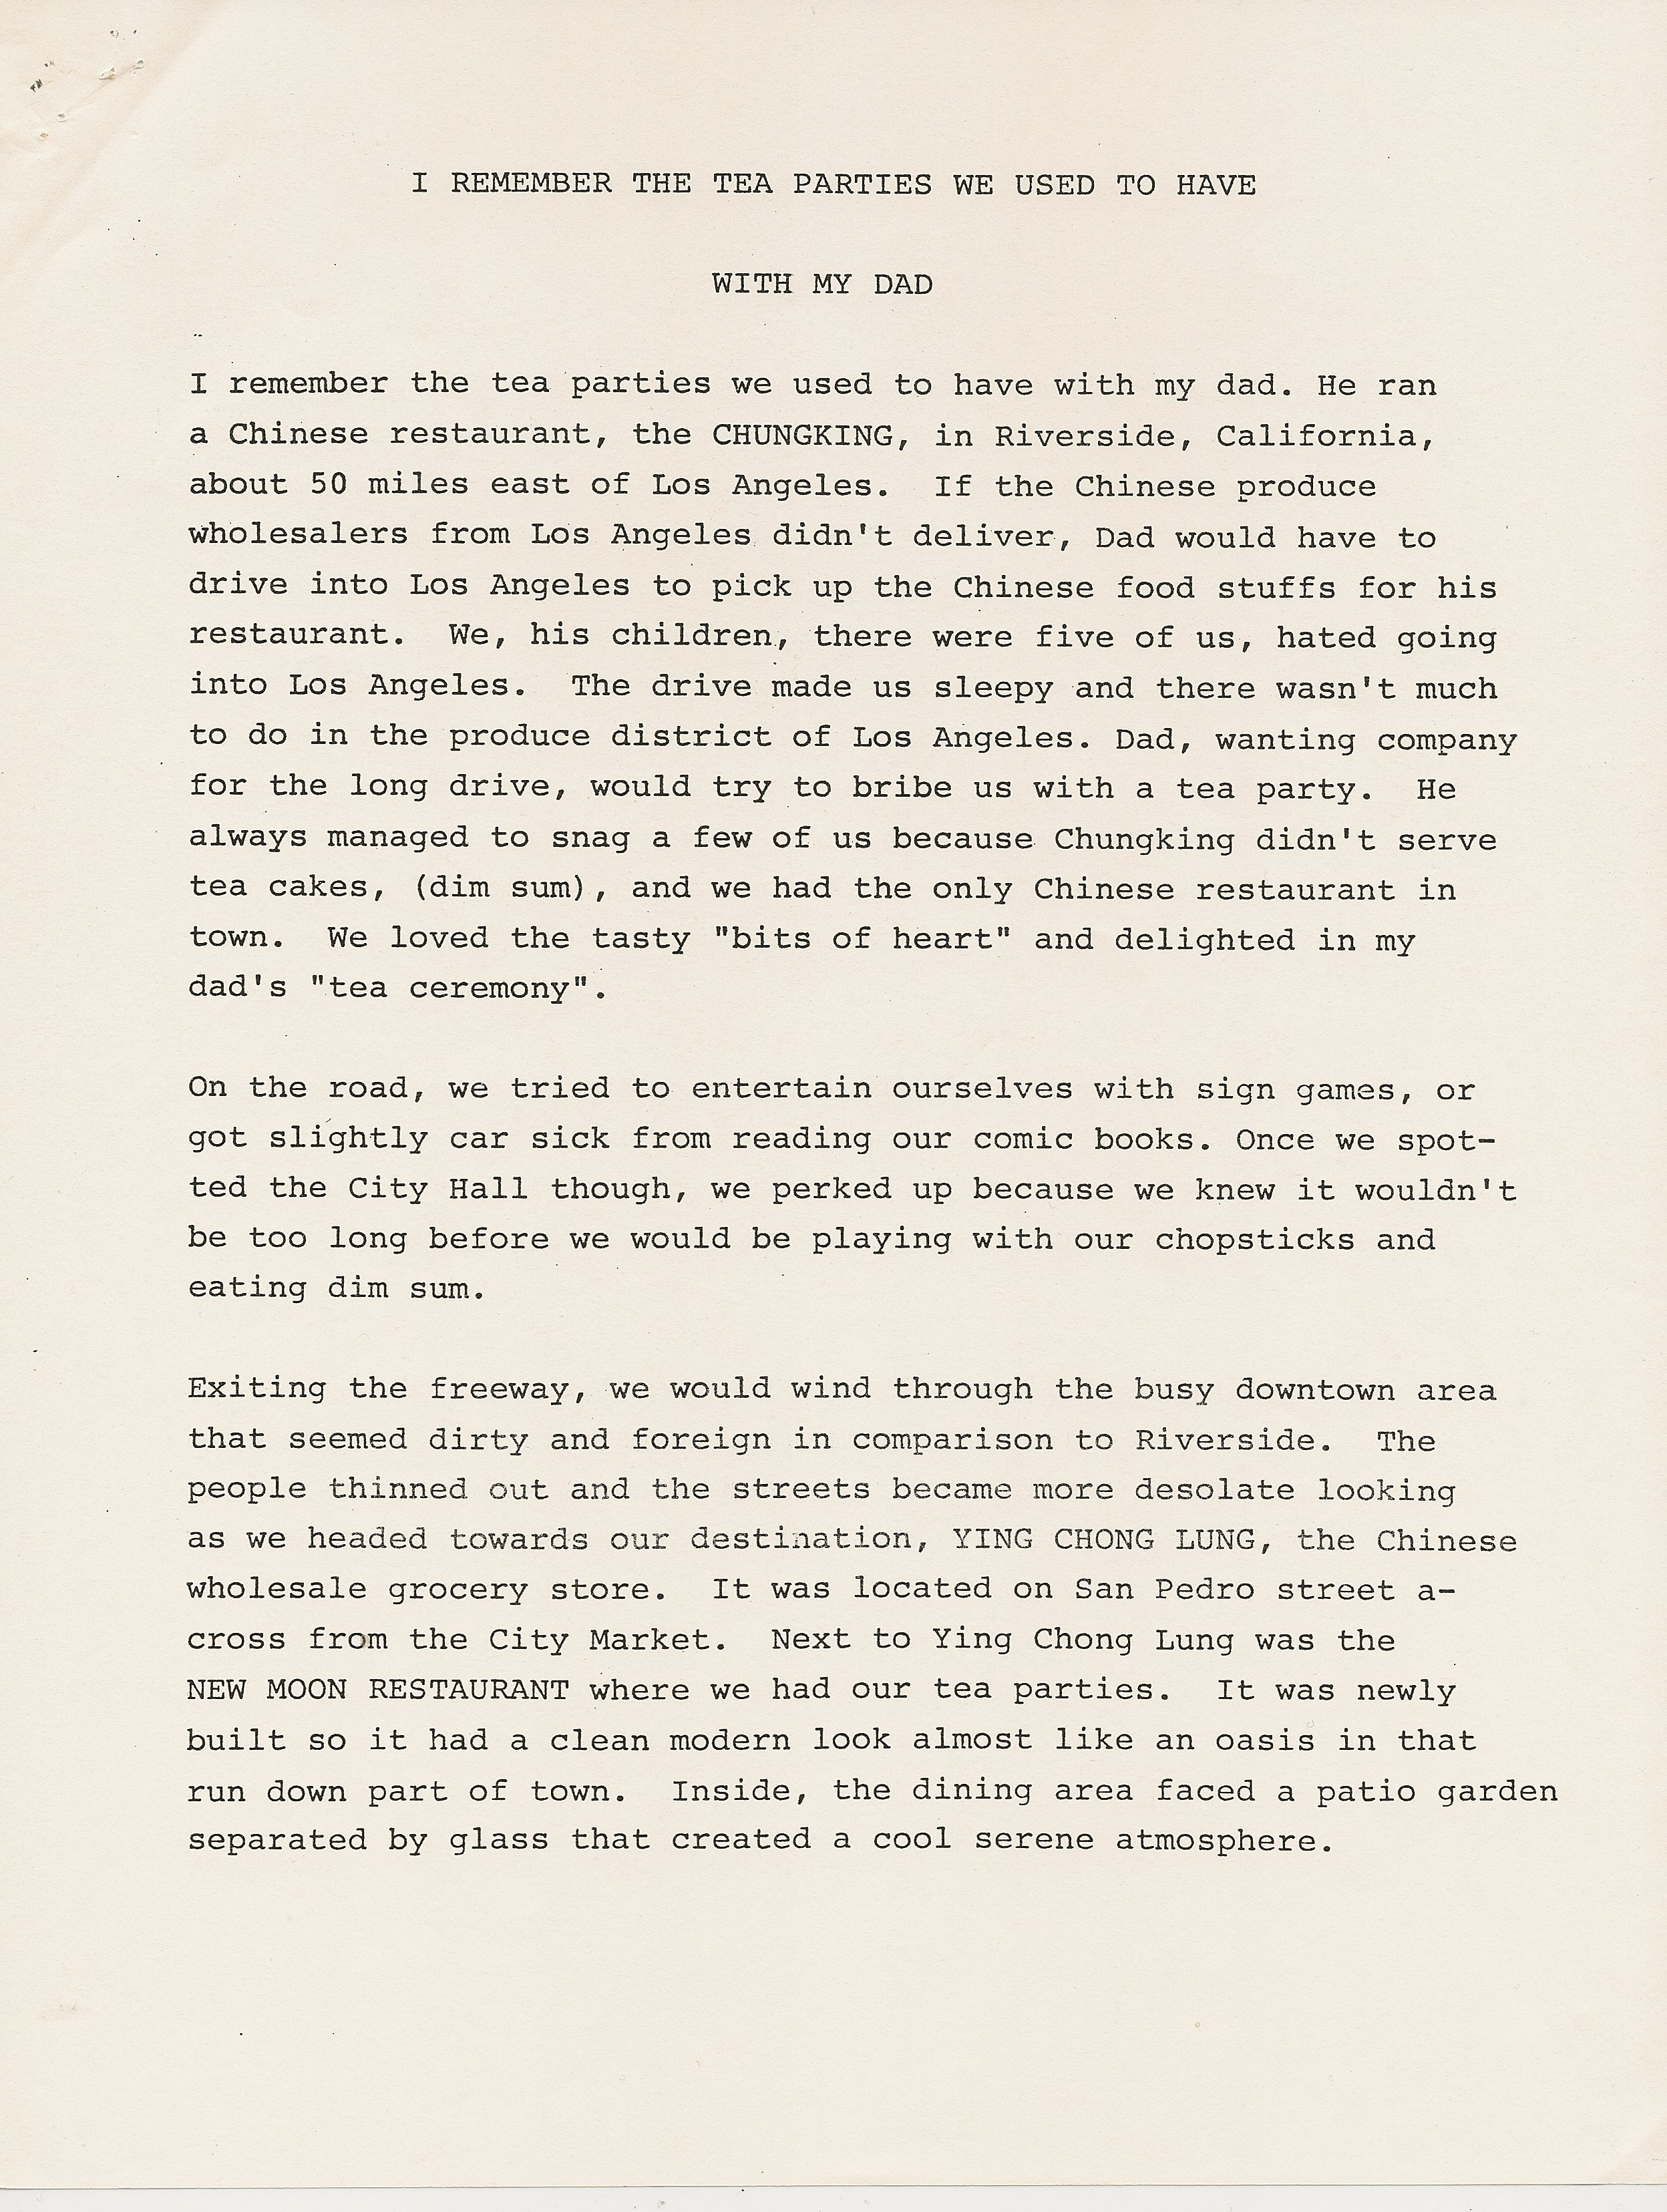 I REMEMBER THE TEA PARTIES WE USED TO HAVE
WITH MY DAD
I remember the tea parties we used to have with my dad. He ran
a Chinese restaurant, the CHUNGKING, in Riverside, California,
about 50 miles east of Los Angeles.  If the Chinese produce
wholesalers from Los Angeles didn't deliver, Dad would have to
drive into Los Angeles to pick up the Chinese food stuffs for his
restaurant.  We, his children, there were five of us, hated going
into Los Angeles.  The drive made us sleepy and there wasn't much
to do in the produce district of Los Angeles. Dad, wanting company
for the long drive, would try to bribe us with a tea party.  He
always managed to snag a few of us because Chungking didn't serve
tea cakes, (dim sum), and we had the only Chinese restaurant in
town.  We loved the tasty "bits of heart" and delighted in my
dad's "tea ceremony".
On the road, we tried to entertain ourselves with sign games, or
got slightly car sick from reading our comic books. Once we spot-
ted the City Hall though, we perked up because we knew it wouldn't
be too long before we would be playing with our chopsticks and
eating dim sum.
Exiting the freeway, we would wind through the busy downtown area
that seemed dirty and foreign in comparison to Riverside.  The
people thinned out and the streets became more desolate looking
as we headed towards our destination, YING CHONG LUNG, the Chinese
wholesale grocery store.  It was located on San Pedro street a-
cross from the City Market.  Next to Ying Chong Lung was the
NEW MOON RESTAURANT where we had our tea parties.  It was newly
built so it had a clean modern look almost like an oasis in that
run down part of town.  Inside, the dining area faced a patio garden
separated by glass that created a cool serene atmosphere.